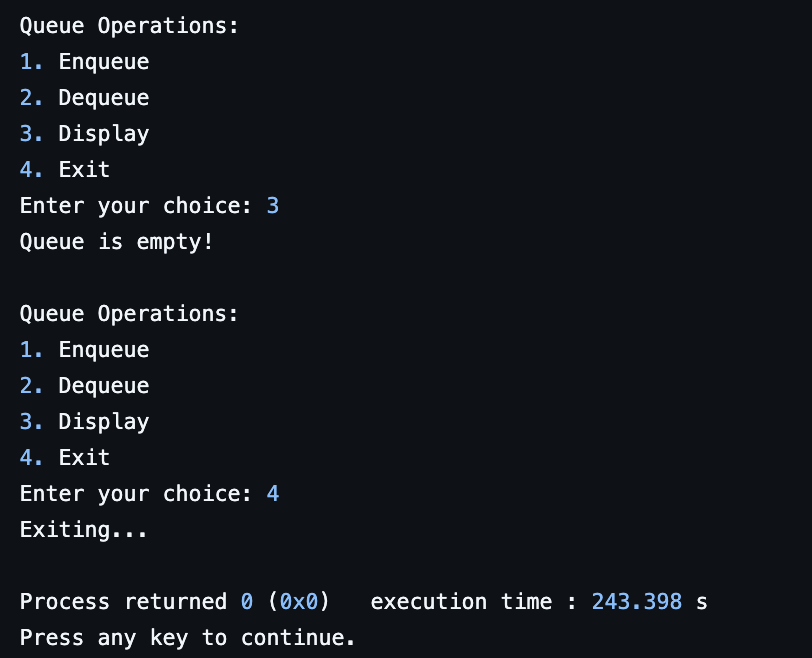 Queue Operations:
1. Enqueue
2. Dequeue
3. Display
4. Exit
Enter your choice: 3
Queue is empty!

Queue Operations:
1. Enqueue
2. Dequeue
3. Display
4. Exit
Enter your choice: 4
Exiting...

Process returned 0 (0x0)   execution time : 243.398 s
Press any key to continue.